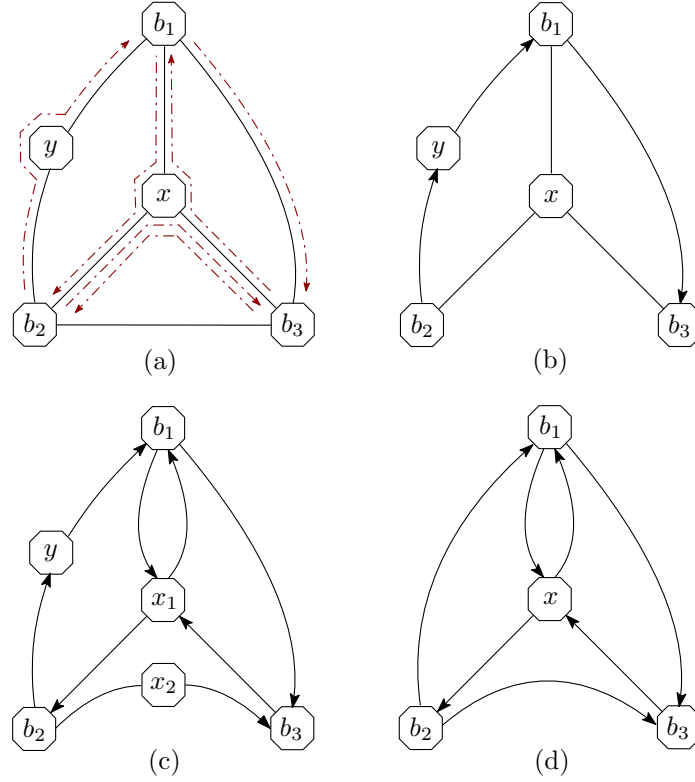 b₁ b₁
y y
x x
b₂ b₃ b₂ b₃
(a) (b)
b₁ b₁
y
x₁ x
x₂
b₂ b₃ b₂ b₃
(c) (d)